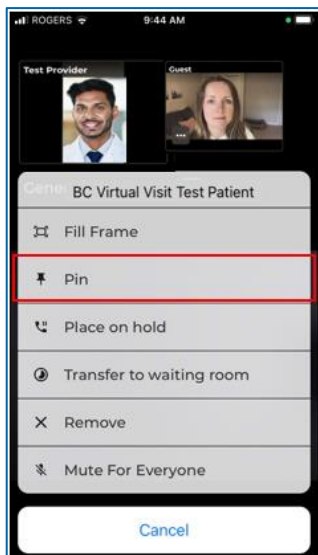 ROGERS 9:44 AM
Test Provider Guest
BC Virtual Visit Test Patient
Fill Frame
Pin
Place on hold
Transfer to waiting room
Remove
Mute For Everyone
Cancel